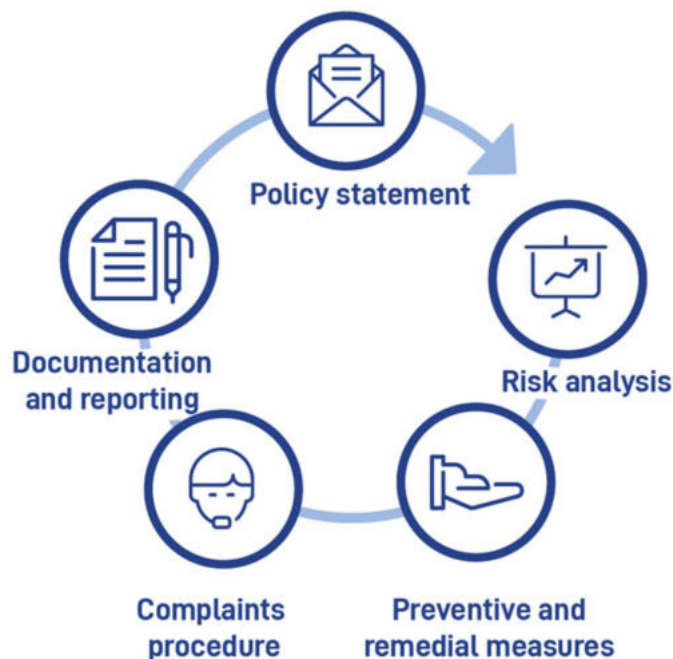 Policy statement
Risk analysis
Preventive and
remedial measures
Complaints
procedure
Documentation
and reporting